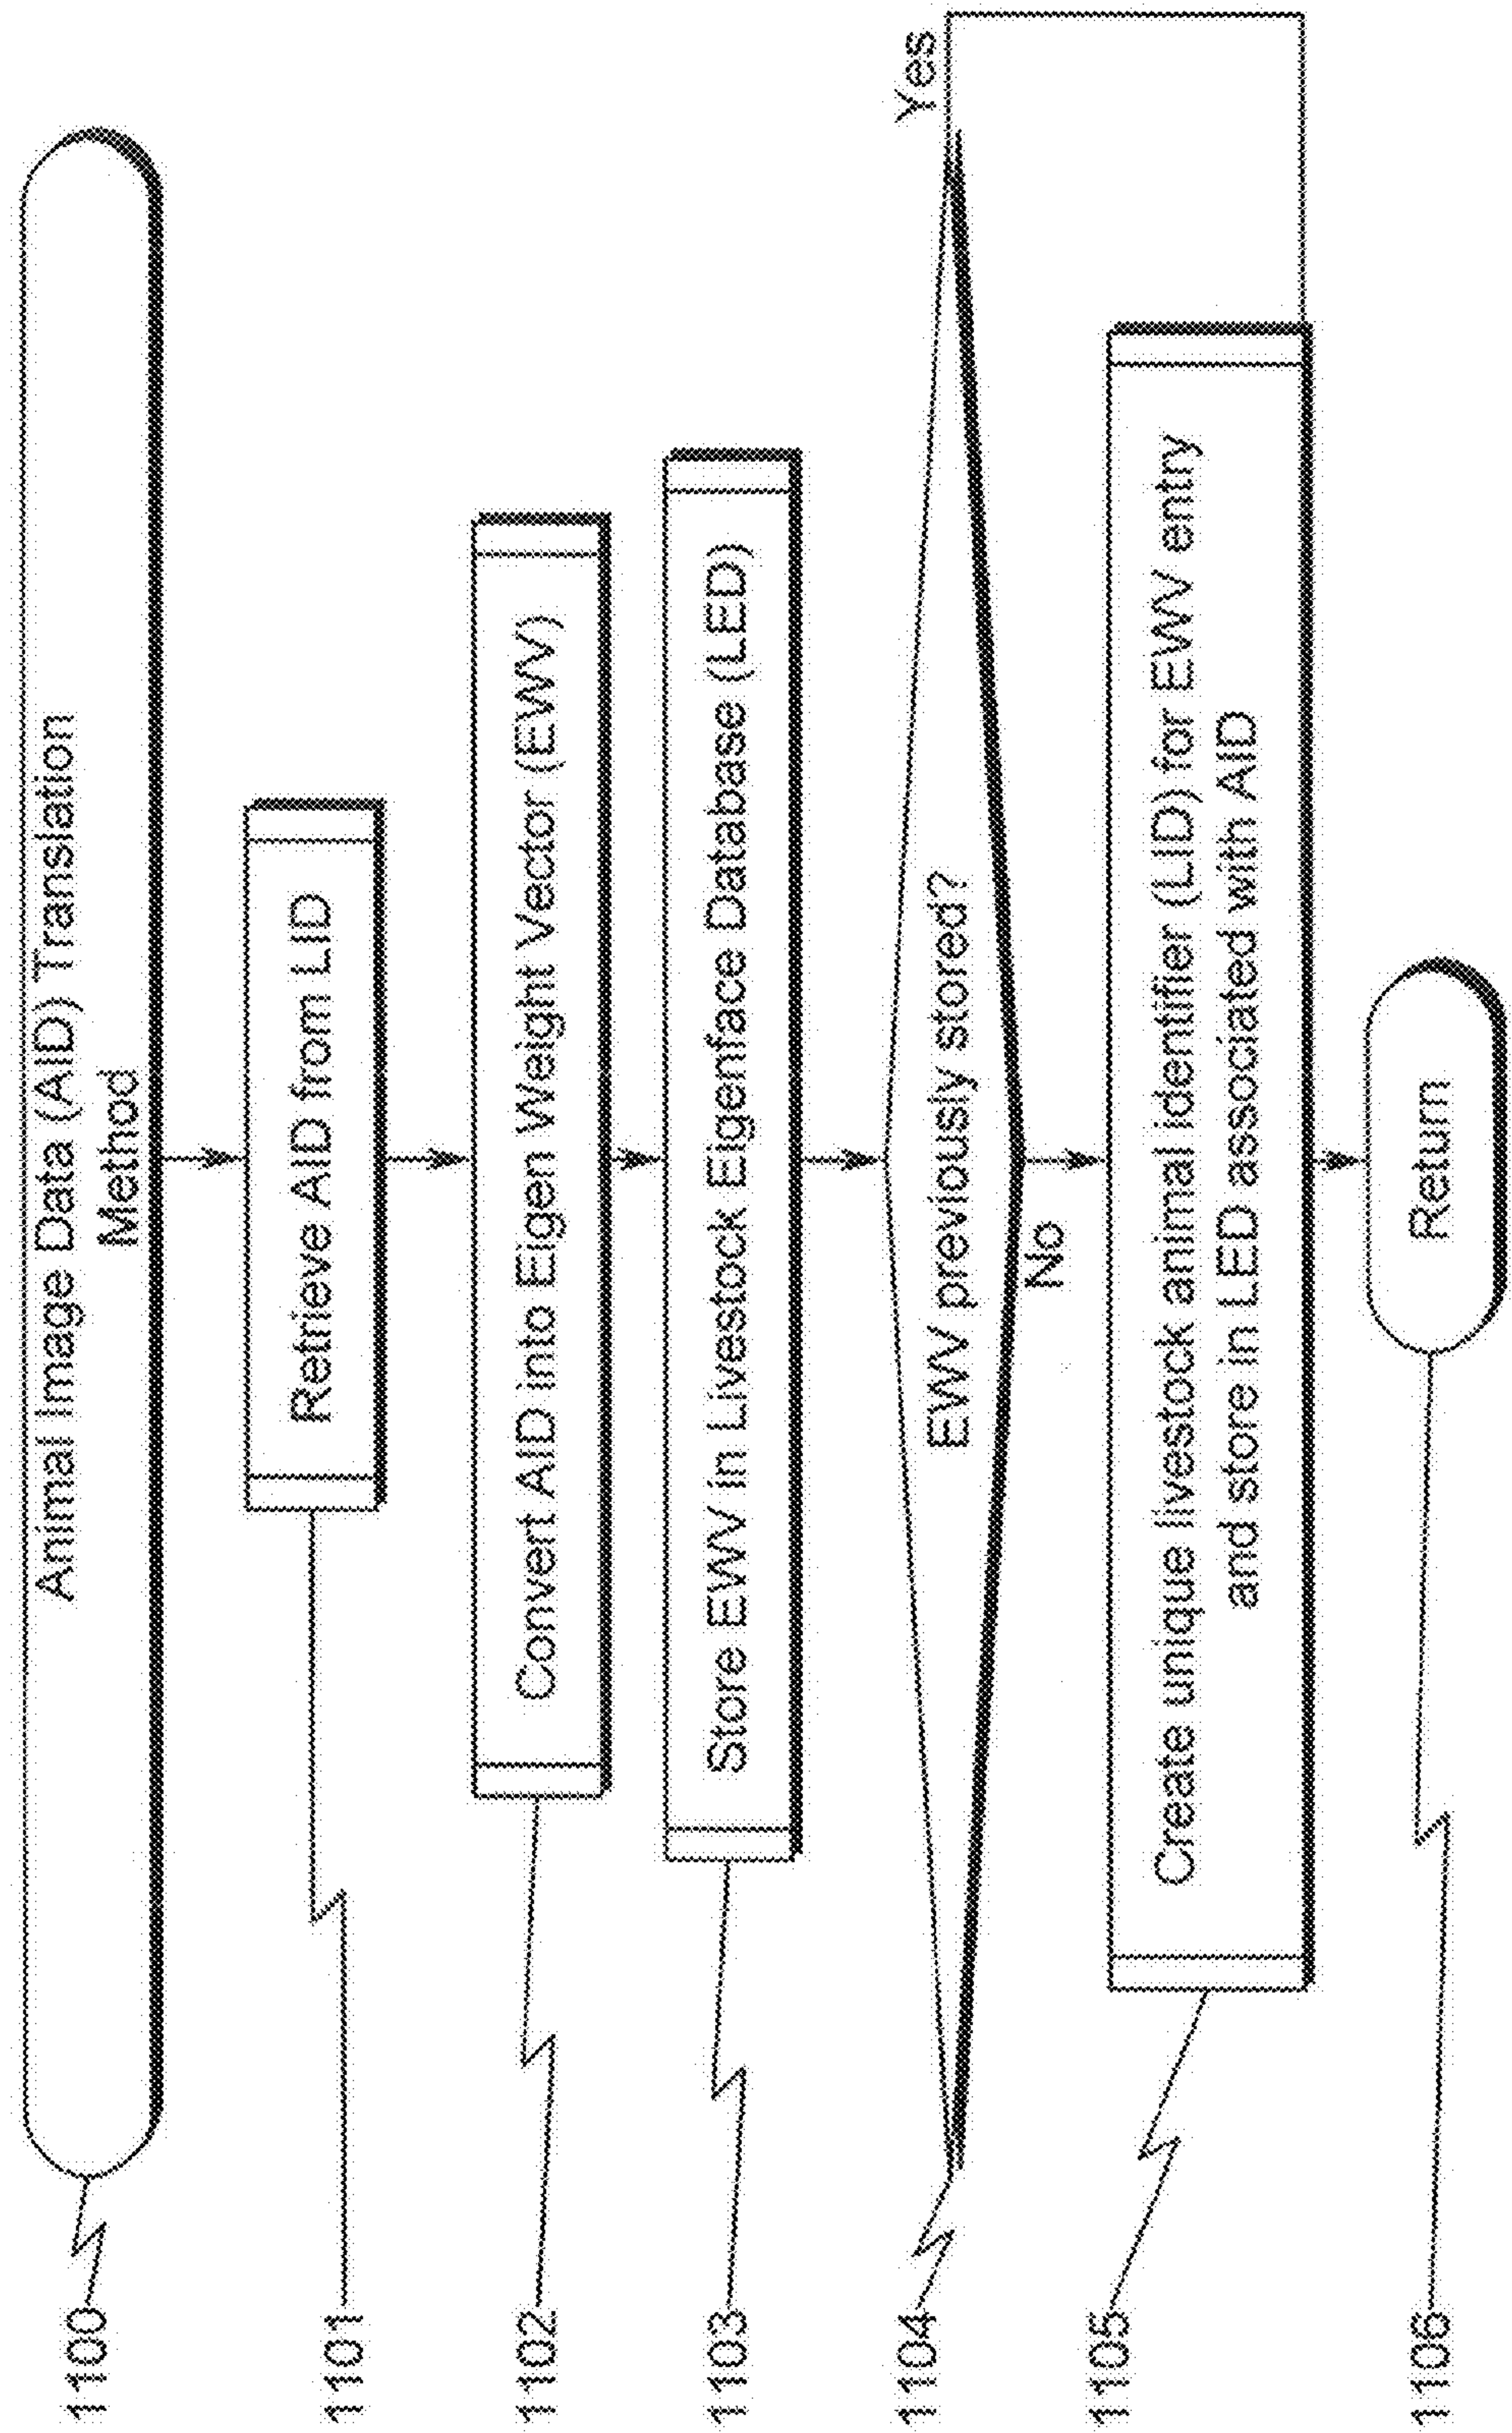 1100
Animal Image Data (AID) Translation
Method
1101
Retrieve AID from LID
1102
Convert AID into Eigen Weight Vector (EWV)
1103
Store EWV in Livestock Eigenface Database (LED)
1104
EWV previously stored?
Yes
No
1105
Create unique livestock animal identifier (LID) for EWV entry
and store in LED associated with AID
1106
Return